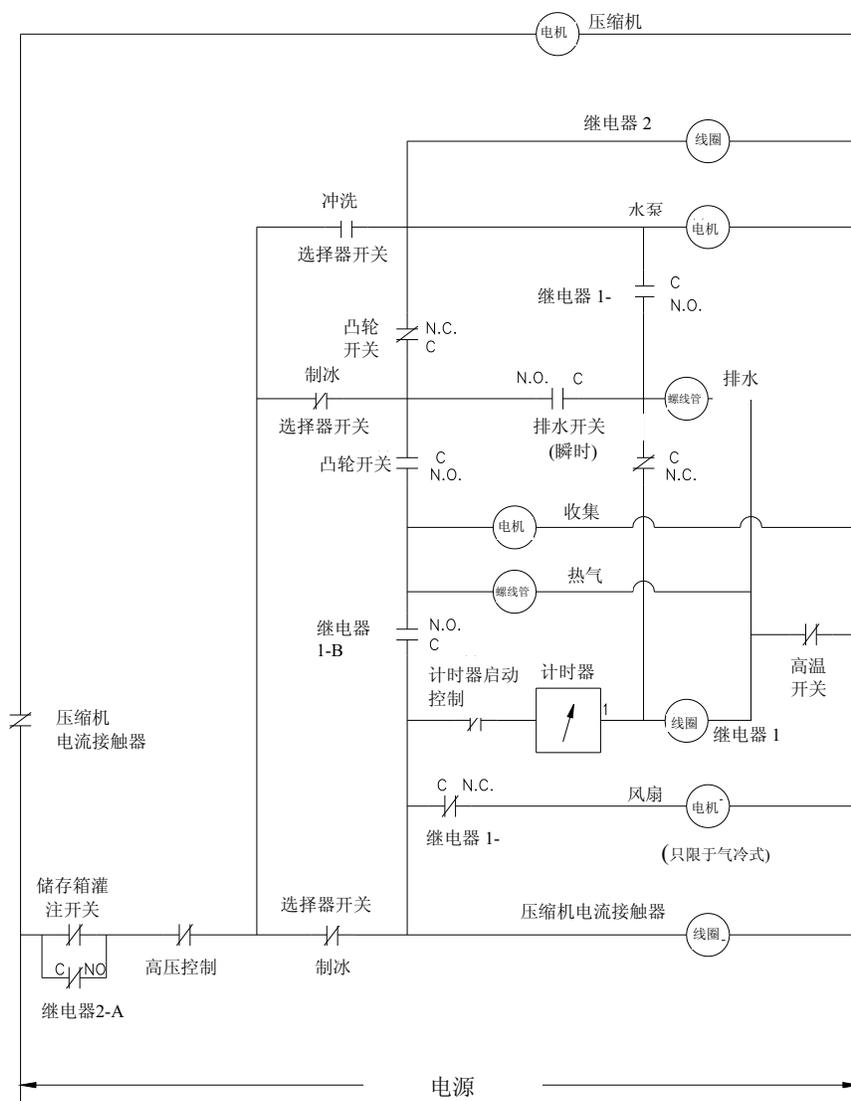 压缩机
电机
继电器 2
线圈
冲洗
水泵
电机
选择器开关
C
继电器 1-
N.O.
凸轮
N.C.
开关
C
制冰
N.O.
C
排水
螺线管
选择器开关
排水开关
(瞬时)
凸轮开关
C
N.O.
C
N.C.
收集
电机
热气
螺线管
继电器
N.O.
1-B
C
高温
开关
计时器启动
控制
计时器
1
线圈
继电器 1
压缩机
电流接触器
C
N.C.
风扇
电机
继电器 1-
(只限于气冷式)
储存箱灌
注开关
选择器开关
压缩机电流接触器
线圈
C
NO
高压控制
制冰
继电器2-A
电源